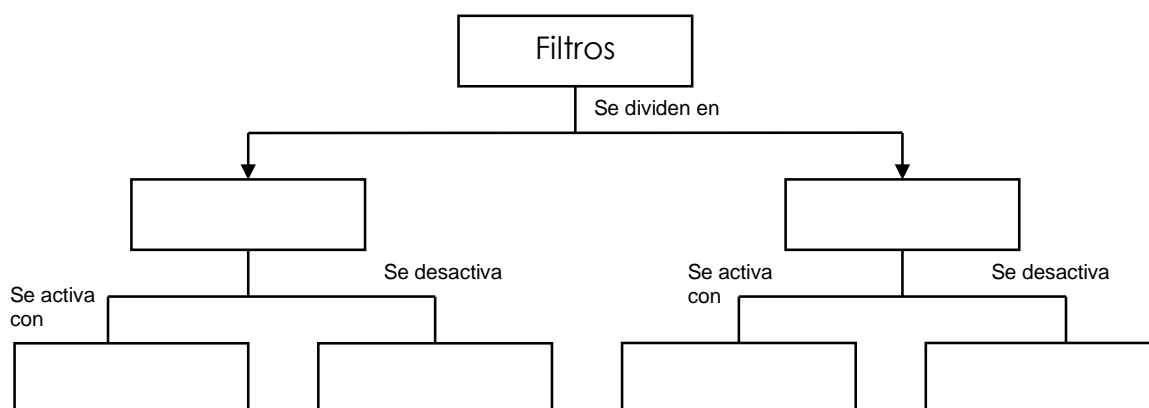 Filtros
Se dividen en
Se activa
con
Se desactiva
Se activa
con
Se desactiva